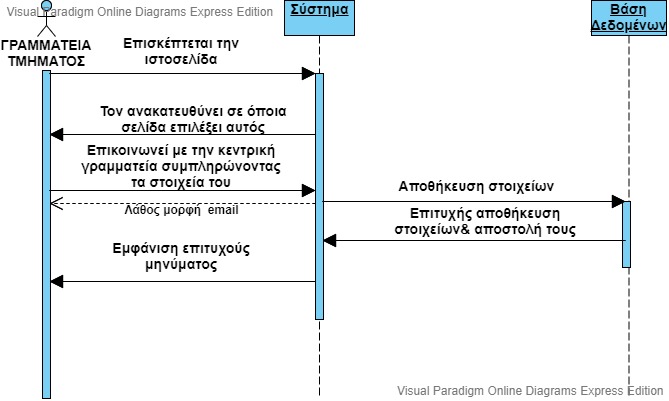 Visual Paradigm Online Diagrams Express Edition
Σύστημα
Βάση
Δεδομένων
ΓΡΑΜΜΑΤΕΙΑ
ΤΜΗΜΑΤΟΣ
Επισκέπτεται την
ιστοσελίδα
Τον ανακατευθύνει σε όποια
σελίδα επιλέξει αυτός
Επικοινωνεί με την κεντρική
γραμματεία συμπληρώνοντας
τα στοιχεία του
Αποθήκευση στοιχείων
Λάθος μορφή email
Επιτυχής αποθήκευση
στοιχείων& αποστολή τους
Εμφάνιση επιτυχούς
μηνύματος
Visual Paradigm Online Diagrams Express Edition